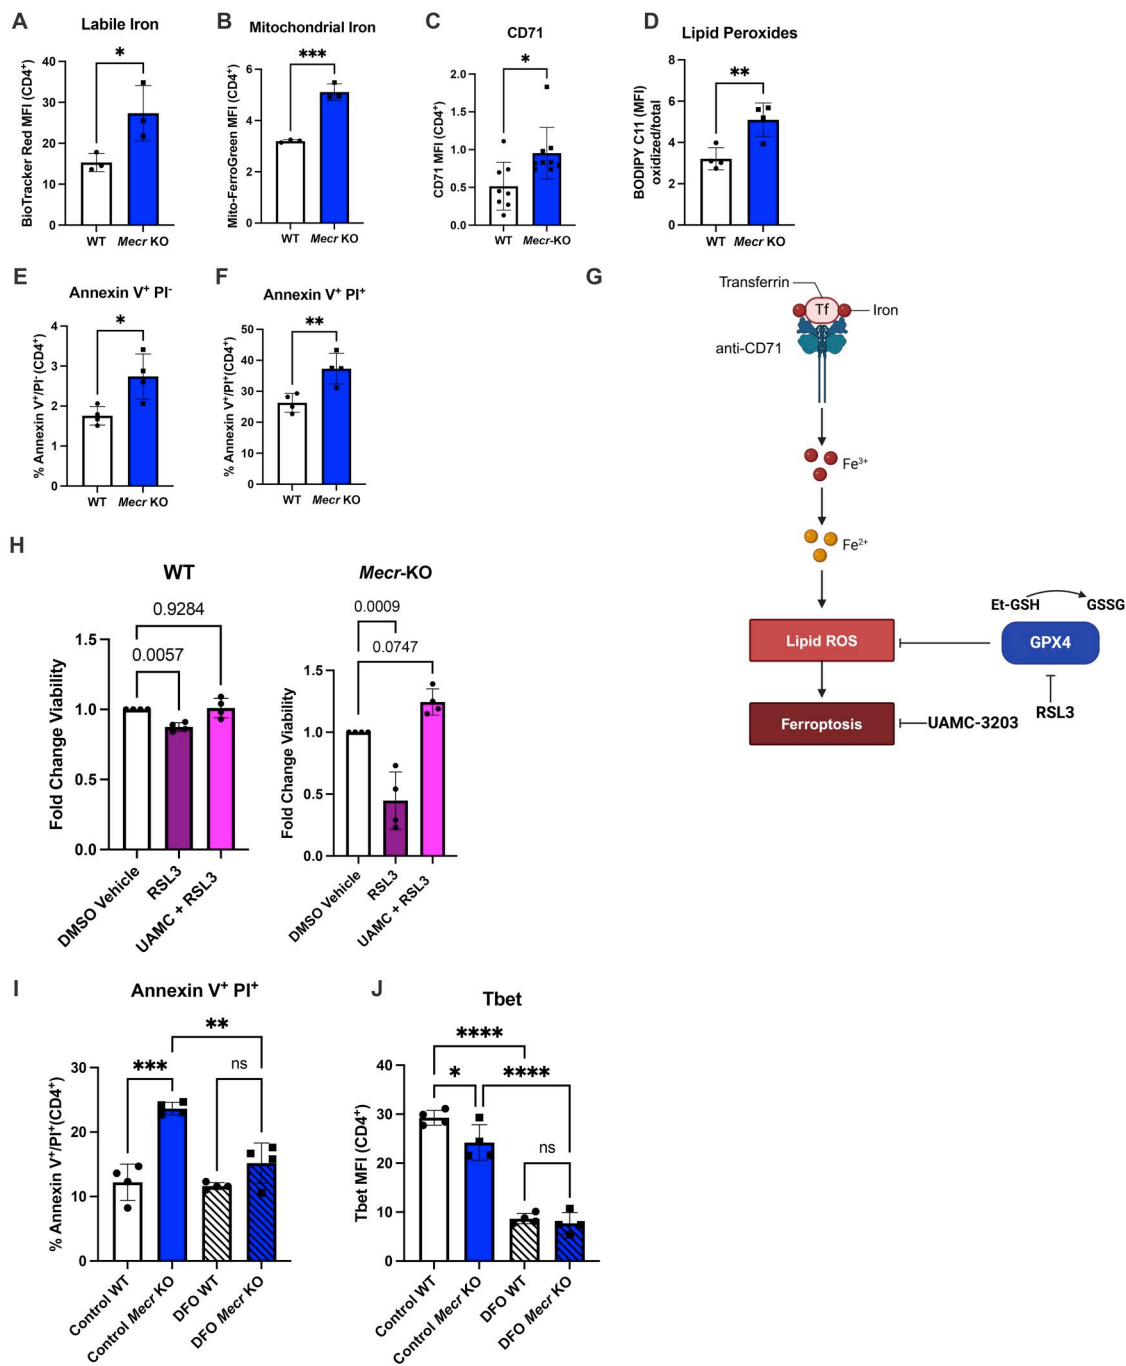 A
Labile Iron
*
BioTracker Red MFI (CD4⁺)
40
30
20
10
0
WT
Mecr KO
B
Mitochondrial Iron
***
Mito-FerroGreen MFI (CD4⁺)
6
4
2
0
WT
Mecr KO
C
CD71
*
CD71 MFI (CD4⁺)
2.0
1.5
1.0
0.5
0.0
WT
Mecr-KO
D
Lipid Peroxides
**
BODIPY C11 (MFI)
oxidized/total
8
6
4
2
0
WT
Mecr KO
E
Annexin V⁺ PI⁻
*
% Annexin V⁺/PI⁻(CD4⁺)
4
3
2
1
0
WT
Mecr KO
F
Annexin V⁺ PI⁺
**
% Annexin V⁺/PI⁺(CD4⁺)
50
40
30
20
10
0
WT
Mecr KO
G
Transferrin
Tf
Iron
anti-CD71
Fe³⁺
Fe²⁺
Et-GSH
GSSG
Lipid ROS
GPX4
RSL3
Ferroptosis
UAMC-3203
H
WT
0.9284
0.0057
Fold Change Viability
1.5
1.0
0.5
0.0
DMSO Vehicle
RSL3
UAMC + RSL3
Mecr-KO
0.0009
0.0747
Fold Change Viability
1.5
1.0
0.5
0.0
DMSO Vehicle
RSL3
UAMC + RSL3
I
Annexin V⁺ PI⁺
**
***
ns
% Annexin V⁺/PI⁺(CD4⁺)
30
20
10
0
Control WT
Control Mecr KO
DFO WT
DFO Mecr KO
J
Tbet
****
*
****
ns
Tbet MFI (CD4⁺)
40
30
20
10
0
Control WT
Control Mecr KO
DFO WT
DFO Mecr KO